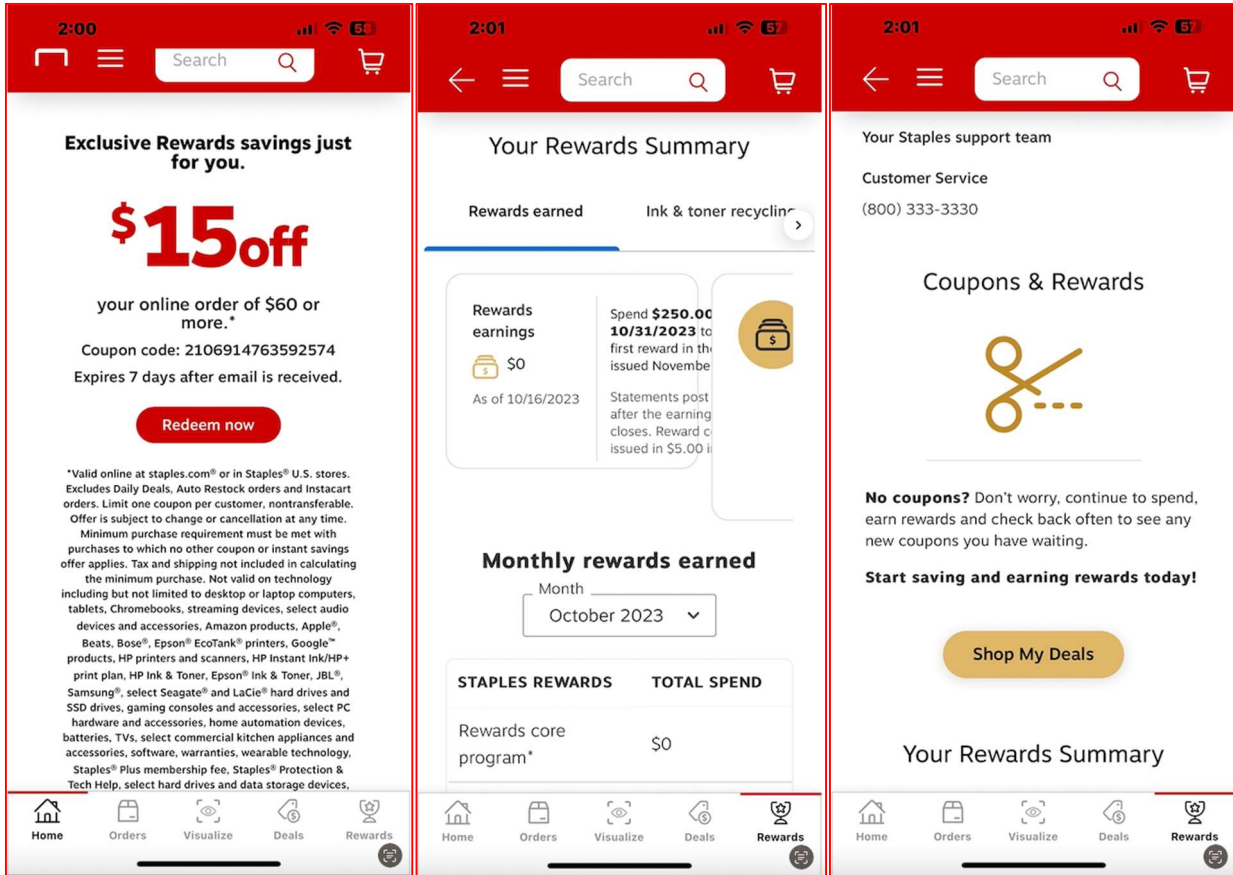 2:00
58
Search
Exclusive Rewards savings just
for you.
$15off
your online order of $60 or
more.*
Coupon code: 2106914763592574
Expires 7 days after email is received.
Redeem now
*Valid online at staples.com® or in Staples® U.S. stores.
Excludes Daily Deals, Auto Restock orders and Instacart
orders. Limit one coupon per customer, nontransferable.
Offer is subject to change or cancellation at any time.
Minimum purchase requirement must be met with
purchases to which no other coupon or instant savings
offer applies. Tax and shipping not included in calculating
the minimum purchase. Not valid on technology
including but not limited to desktop or laptop computers,
tablets, Chromebooks, streaming devices, select audio
devices and accessories, Amazon products, Apple®,
Beats, Bose®, Epson® EcoTank® printers, Google™
products, HP printers and scanners, HP Instant Ink/HP+
print plan, HP Ink & Toner, Epson® Ink & Toner, JBL®,
Samsung®, select Seagate® and LaCie® hard drives and
SSD drives, gaming consoles and accessories, select PC
hardware and accessories, home automation devices,
batteries, TVs, select commercial kitchen appliances and
accessories, software, warranties, wearable technology,
Staples® Plus membership fee, Staples® Protection &
Tech Help, select hard drives and data storage devices,
Home Orders Visualize Deals Rewards
2:01
57
Search
Your Rewards Summary
Rewards earned Ink & toner recycling
Rewards
earnings
$0
As of 10/16/2023
Spend $250.00
10/31/2023 to
first reward in the
issued Novembe
Statements post
after the earning
closes. Reward c
issued in $5.00 i
Monthly rewards earned
Month
October 2023
STAPLES REWARDS TOTAL SPEND
Rewards core
program*
$0
Home Orders Visualize Deals Rewards
2:01
57
Search
Your Staples support team
Customer Service
(800) 333-3330
Coupons & Rewards
No coupons? Don't worry, continue to spend,
earn rewards and check back often to see any
new coupons you have waiting.
Start saving and earning rewards today!
Shop My Deals
Your Rewards Summary
Home Orders Visualize Deals Rewards